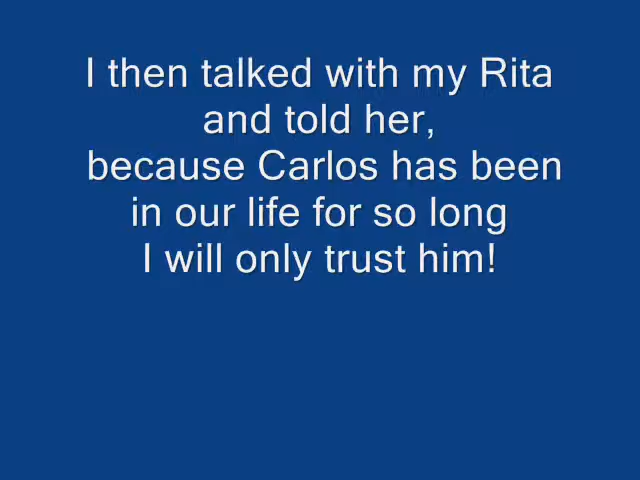 I then talked with my Rita
and told her,
because Carlos has been
in our life for so long
I will only trust him!